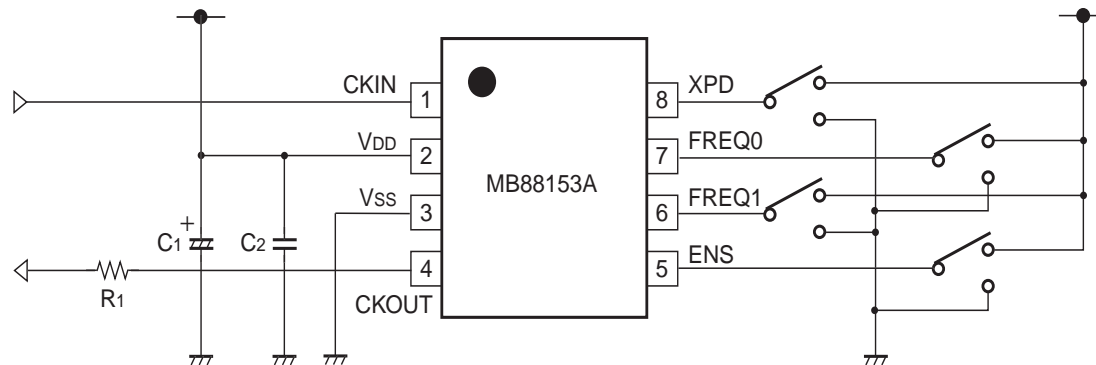 CKIN
1
VDD
2
VSS
3
4
CKOUT
+
C1
C2
R1
MB88153A
8
XPD
7
FREQ0
6
FREQ1
5
ENS